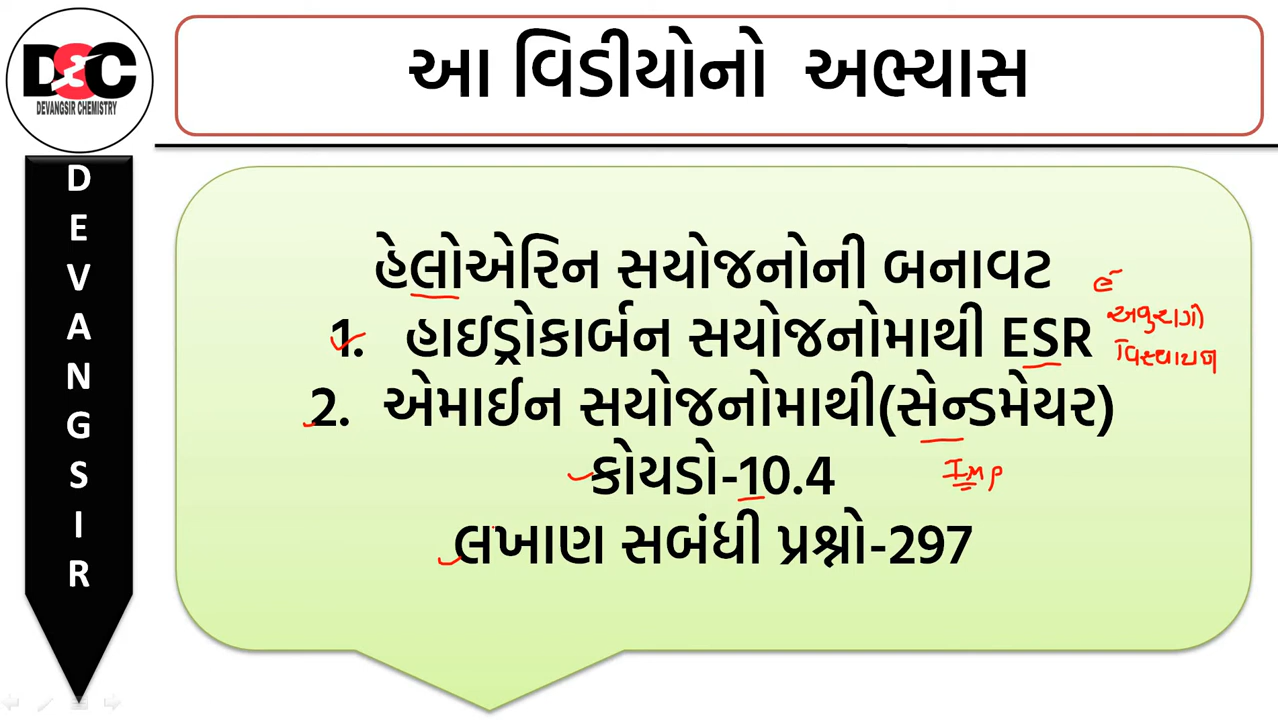 DSC
DEVANGSIR CHEMISTRY
આ વિડીયોનો અભ્યાસ
D
E
V
A
N
G
S
I
R
હેલોએરિન સયોજનોની બનાવટ
1. હાઇડ્રોકાર્બન સયોજનોમાથી ESR
અનુરાગી
વિસ્થાપન
2. એમાઈન સયોજનોમાથી(સેન્ડમેયર)
કોયડો-10.4
Imp
લખાણ સબંધી પ્રશ્નો-297